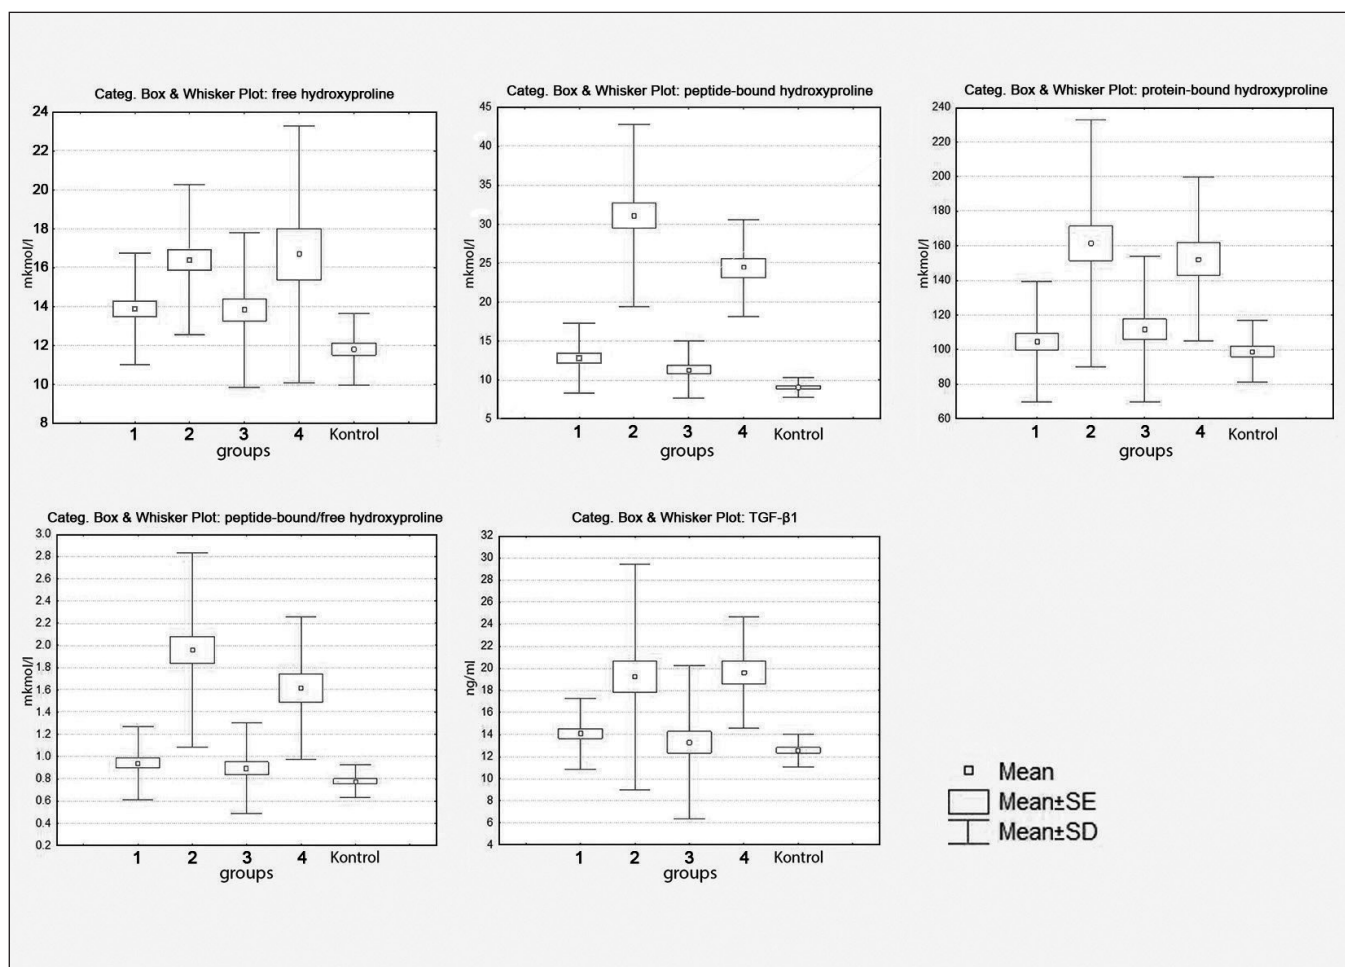 Categ. Box & Whisker Plot: free hydroxyproline
24
22
20
18
16
14
12
10
8
mkmol/l
1 2 3 4 Kontrol
groups
Categ. Box & Whisker Plot: peptide-bound hydroxyproline
45
40
35
30
25
20
15
10
5
mkmol/l
1 2 3 4 Kontrol
groups
Categ. Box & Whisker Plot: protein-bound hydroxyproline
240
220
200
180
160
140
120
100
80
60
mkmol/l
1 2 3 4 Kontrol
groups
Categ. Box & Whisker Plot: peptide-bound/free hydroxyproline
3.0
2.8
2.6
2.4
2.2
2.0
1.8
1.6
1.4
1.2
1.0
0.8
0.6
0.4
0.2
mkmol/l
1 2 3 4 Kontrol
groups
Categ. Box & Whisker Plot: TGF-β1
32
30
28
26
24
22
20
18
16
14
12
10
8
6
4
ng/ml
1 2 3 4 Kontrol
groups
Mean
Mean±SE
Mean±SD